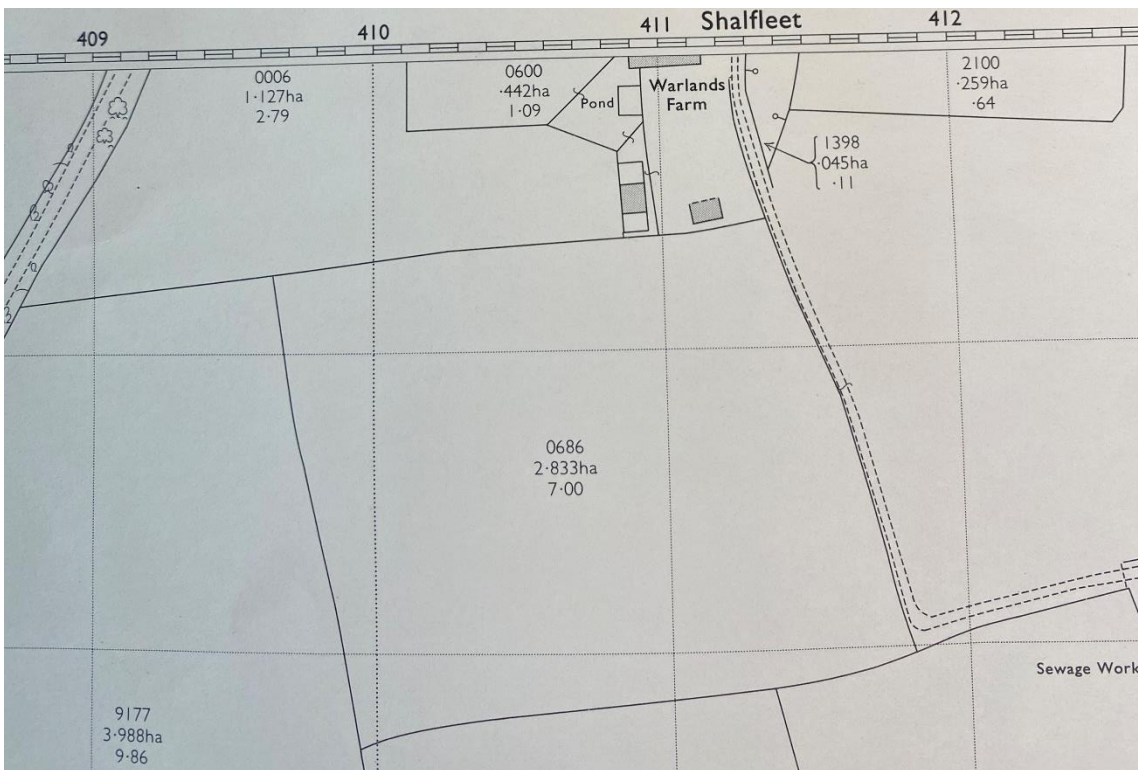 409
410
411
Shalfleet
412
0006
1·127ha
2·79
0600
·442ha
1·09
Pond
Warlands
Farm
2100
·259ha
·64
1398
·045ha
·11
0686
2·833ha
7·00
Sewage Work
9177
3·988ha
9·86